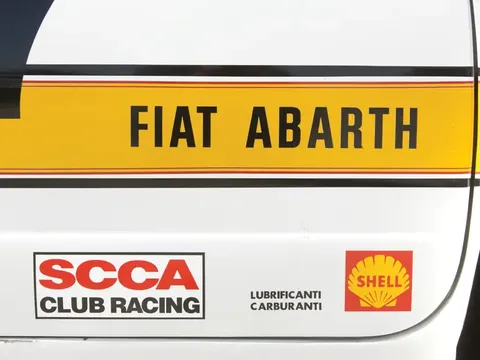 FIAT ABARTH
SCCA
CLUB RACING
LUBRIFICANTI
CARBURANTI
SHELL